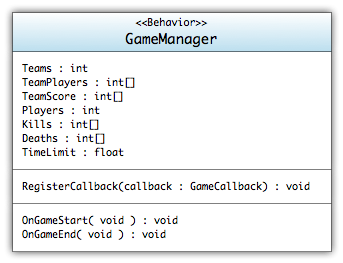 <<Behavior>>
GameManager
Teams : int
TeamPlayers : int[]
TeamScore : int[]
Players : int
Kills : int[]
Deaths : int[]
TimeLimit : float
RegisterCallback(callback : GameCallback) : void
OnGameStart( void ) : void
OnGameEnd( void ) : void